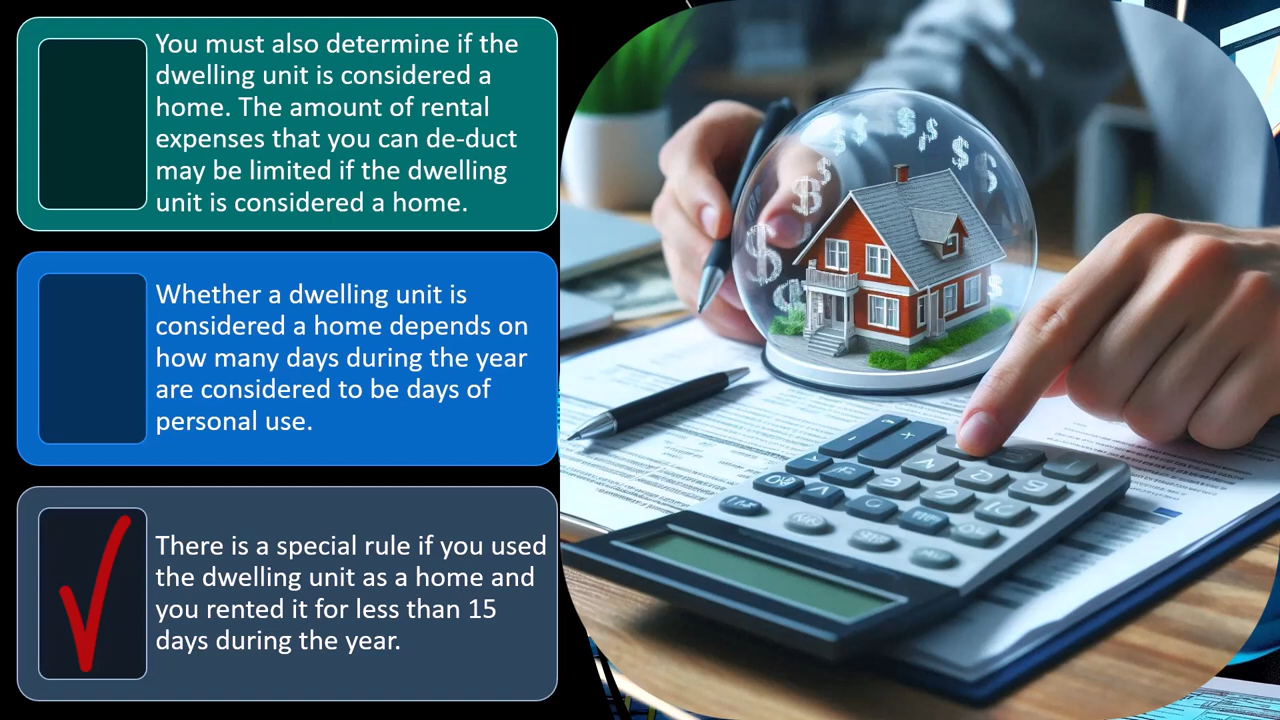 You must also determine if the
dwelling unit is considered a
home. The amount of rental
expenses that you can de-duct
may be limited if the dwelling
unit is considered a home.
Whether a dwelling unit is
considered a home depends on
how many days during the year
are considered to be days of
personal use.
There is a special rule if you used
the dwelling unit as a home and
you rented it for less than 15
days during the year.